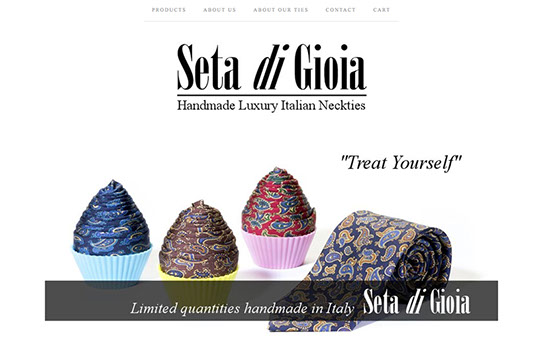 PRODUCTS ABOUT US ABOUT OUR TIES CONTACT CART
Seta di Gioia
Handmade Luxury Italian Neckties
"Treat Yourself"
Limited quantities handmade in Italy Seta di Gioia